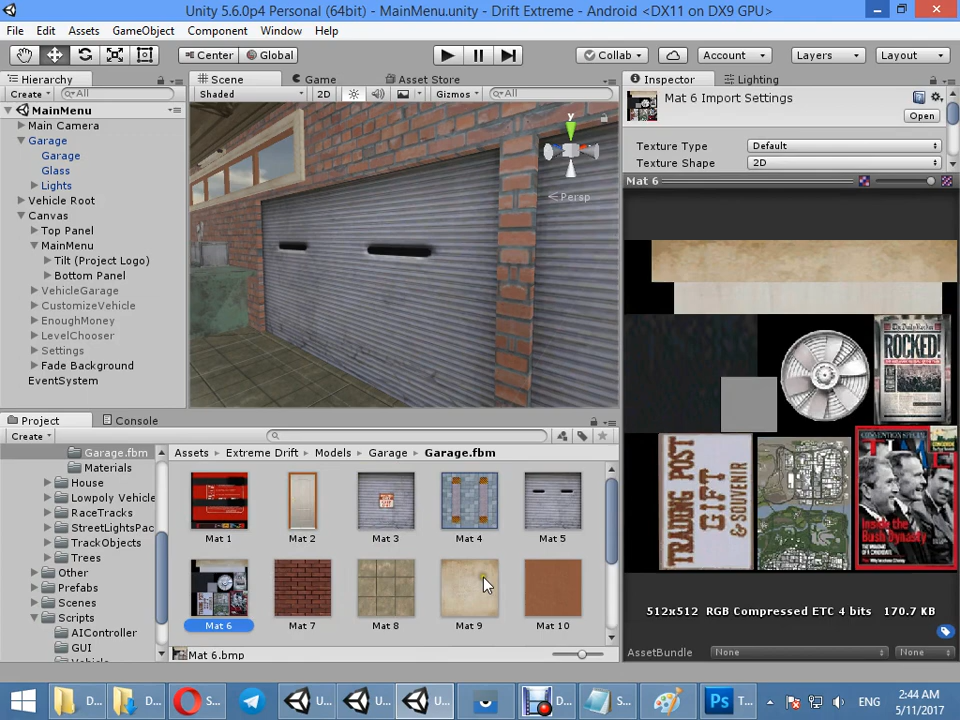 Unity 5.6.0p4 Personal (64bit) - MainMenu.unity - Drift Extreme - Android <DX11 on DX9 GPU>
File Edit Assets GameObject Component Window Help
Center Global Collab Account Layers Layout
Hierarchy Scene Game Asset Store Inspector Lighting
Create All Shaded 2D Gizmos All Mat 6 Import Settings
Open
MainMenu
Main Camera
Garage
Garage
Glass
Lights
Vehicle Root
Canvas
Top Panel
MainMenu
Tilt (Project Logo)
Bottom Panel
VehicleGarage
CustomizeVehicle
EnoughMoney
LevelChooser
Settings
Fade Background
EventSystem
y
Persp
Texture Type Default
Texture Shape 2D
Mat 6
ROCKED!
TRADING POST
GIFT
& SOUVENIR
CONVENTION SPECIAL
Inside the
Bush Dynasty
512x512 RGB Compressed ETC 4 bits 170.7 KB
AssetBundle None None
Project Console
Create
Assets Extreme Drift Models Garage Garage.fbm
Garage.fbm
Materials
House
Lowpoly Vehicle
RaceTracks
StreetLightsPac
TrackObjects
Trees
Other
Prefabs
Scenes
Scripts
AIController
GUI
Mat 1 Mat 2 Mat 3 Mat 4 Mat 5
Mat 6 Mat 7 Mat 8 Mat 9 Mat 10
Mat 6.bmp
D... D... O... T... U... U... U... D... S... T...
Ps
ENG
2:44 AM
5/11/2017